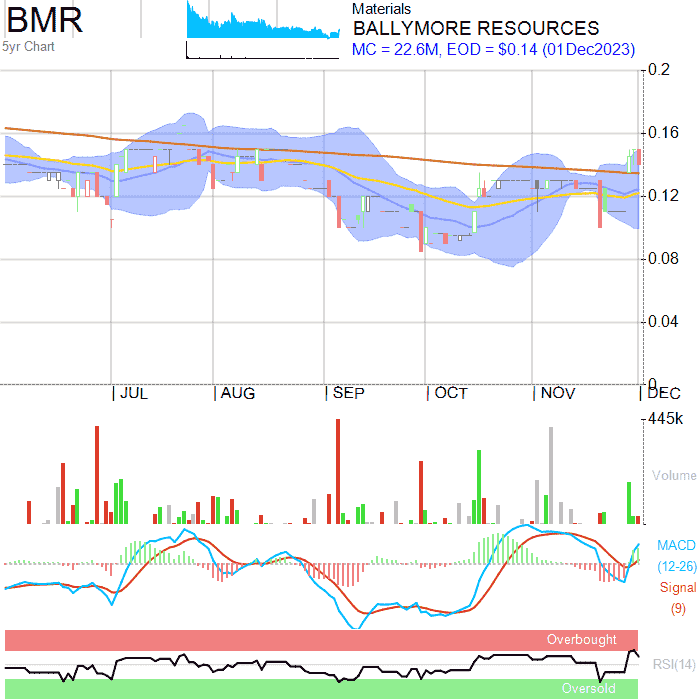 BMR
5yr Chart
Materials
BALLYMORE RESOURCES
MC = 22.6M, EOD = $0.14 (01Dec2023)
0.2
0.16
0.12
0.08
0.04
0
JUL AUG SEP OCT NOV DEC
445k
Volume
MACD
(12-26)
Signal
(9)
Overbought
RSI(14)
Oversold